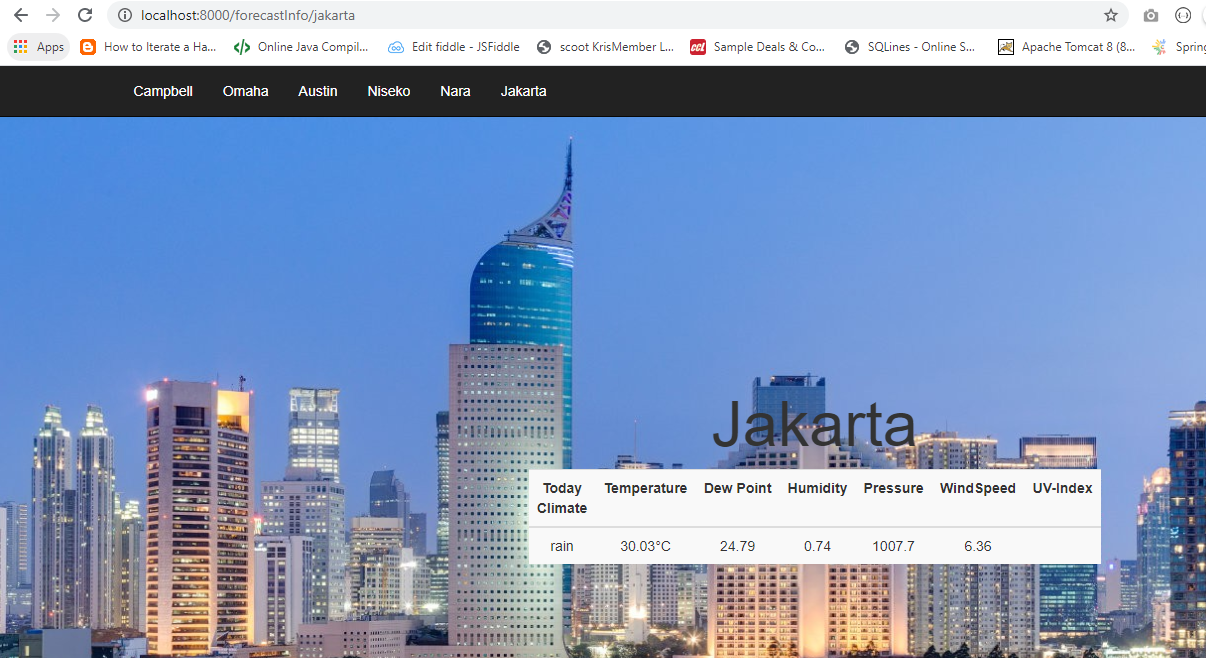 localhost:8000/forecastInfo/jakarta
Apps How to Iterate a Ha... Online Java Compil... Edit fiddle - JSFiddle scoot KrisMember L... Sample Deals & Co... SQLines - Online S... Apache Tomcat 8 (8... Spring
Campbell Omaha Austin Niseko Nara Jakarta
Jakarta
Today Climate Temperature Dew Point Humidity Pressure WindSpeed UV-Index
rain 30.03°C 24.79 0.74 1007.7 6.36